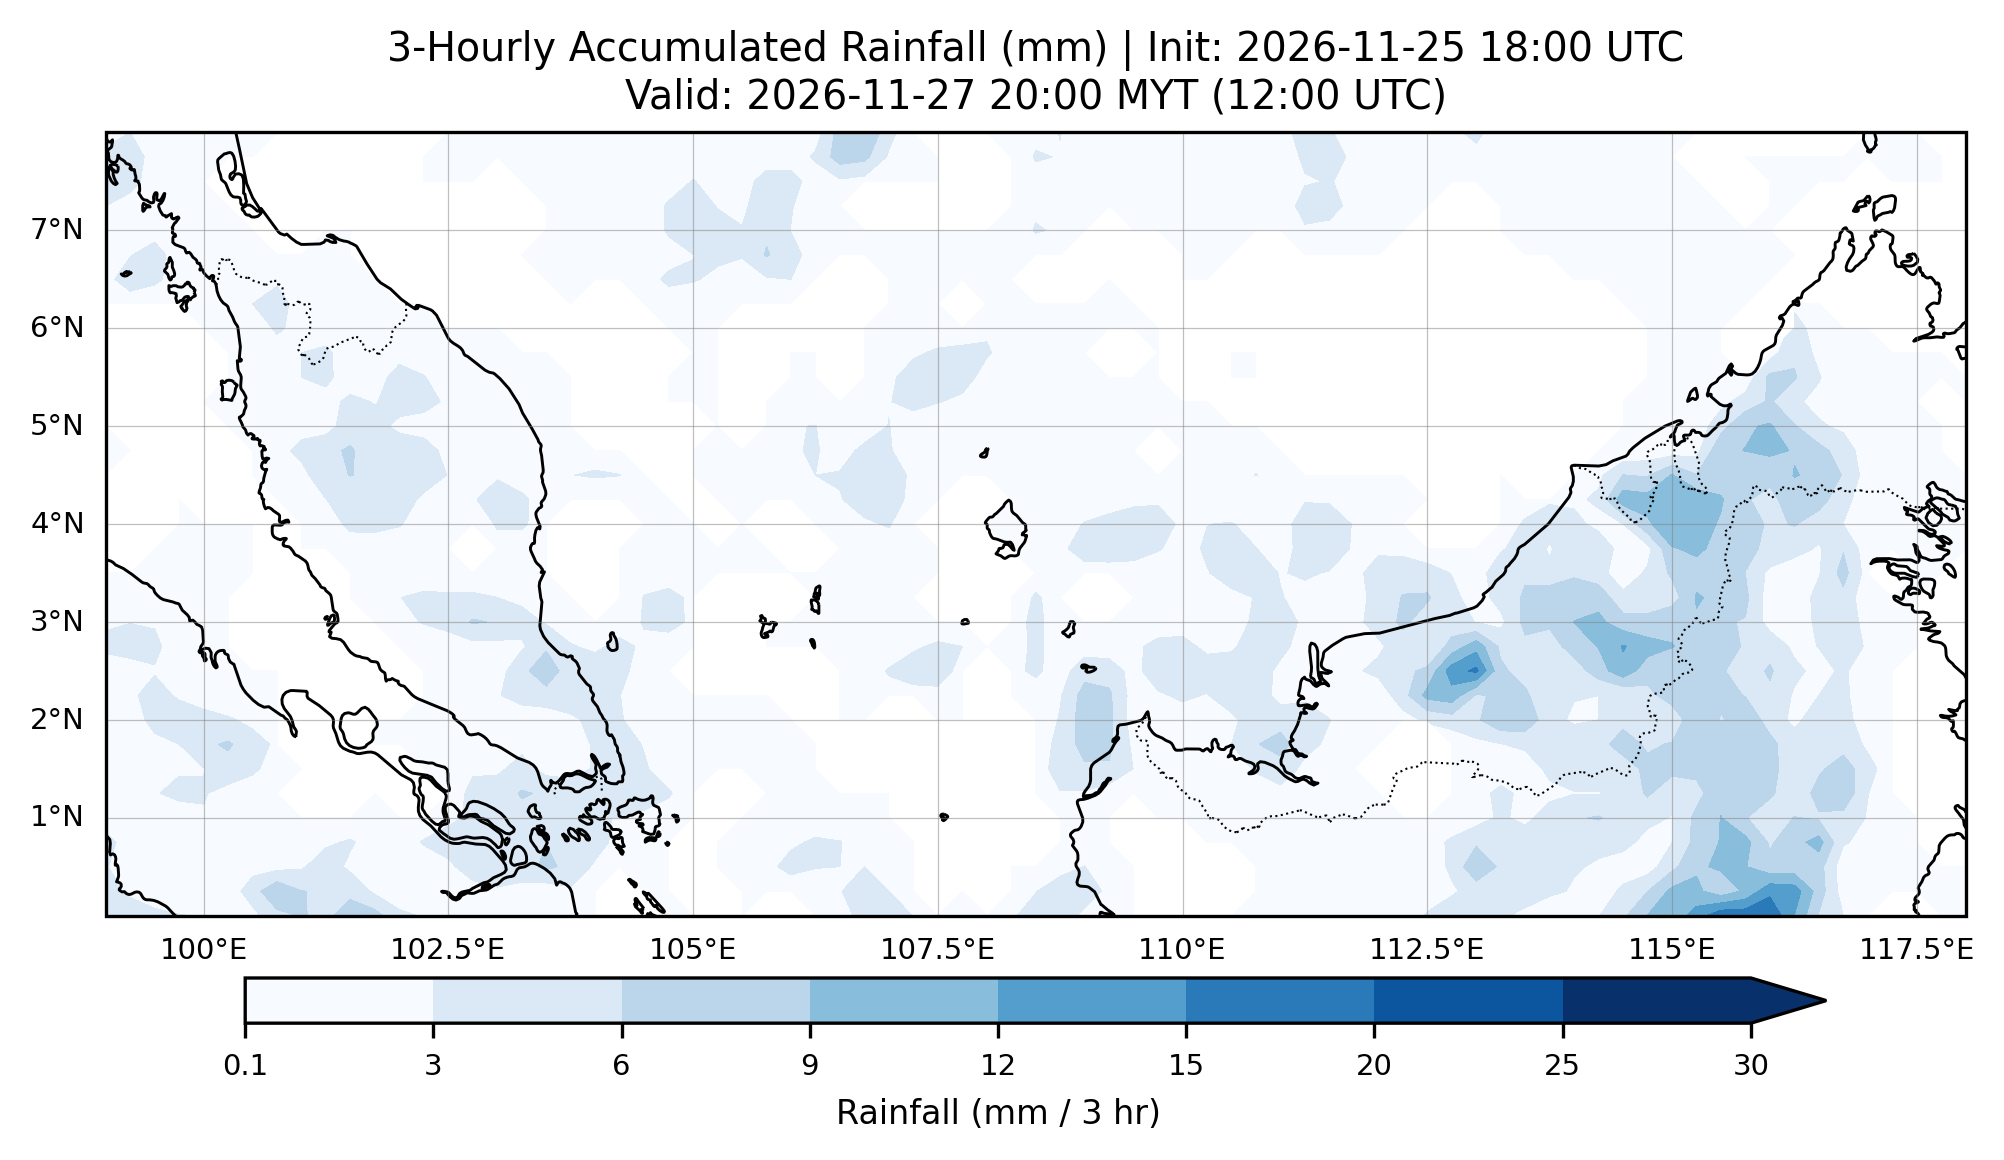 3-Hourly Accumulated Rainfall (mm) | Init: 2026-11-25 18:00 UTC
Valid: 2026-11-27 20:00 MYT (12:00 UTC)
7°N
6°N
5°N
4°N
3°N
2°N
1°N
100°E 102.5°E 105°E 107.5°E 110°E 112.5°E 115°E 117.5°E
0.1 3 6 9 12 15 20 25 30
Rainfall (mm / 3 hr)